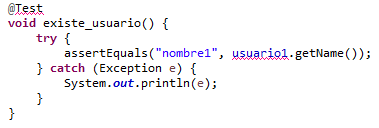 @Test
void existe_usuario() {
    try {
        assertEquals("nombre1", usuario1.getName());
    } catch (Exception e) {
        System.out.println(e);
    }
}